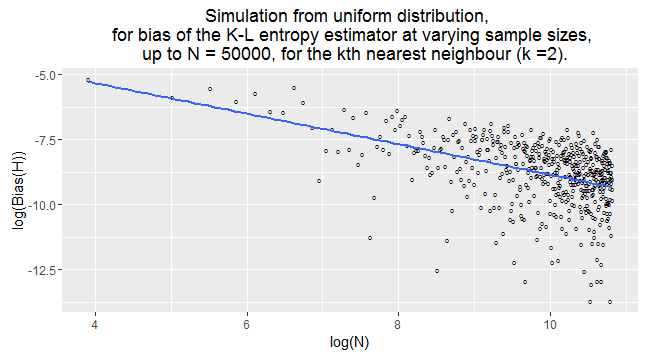 Simulation from uniform distribution,
for bias of the K-L entropy estimator at varying sample sizes,
up to N = 50000, for the kth nearest neighbour (k =2).
-5.0
-7.5
-10.0
-12.5
log(Bias(H))
4
6
8
10
log(N)